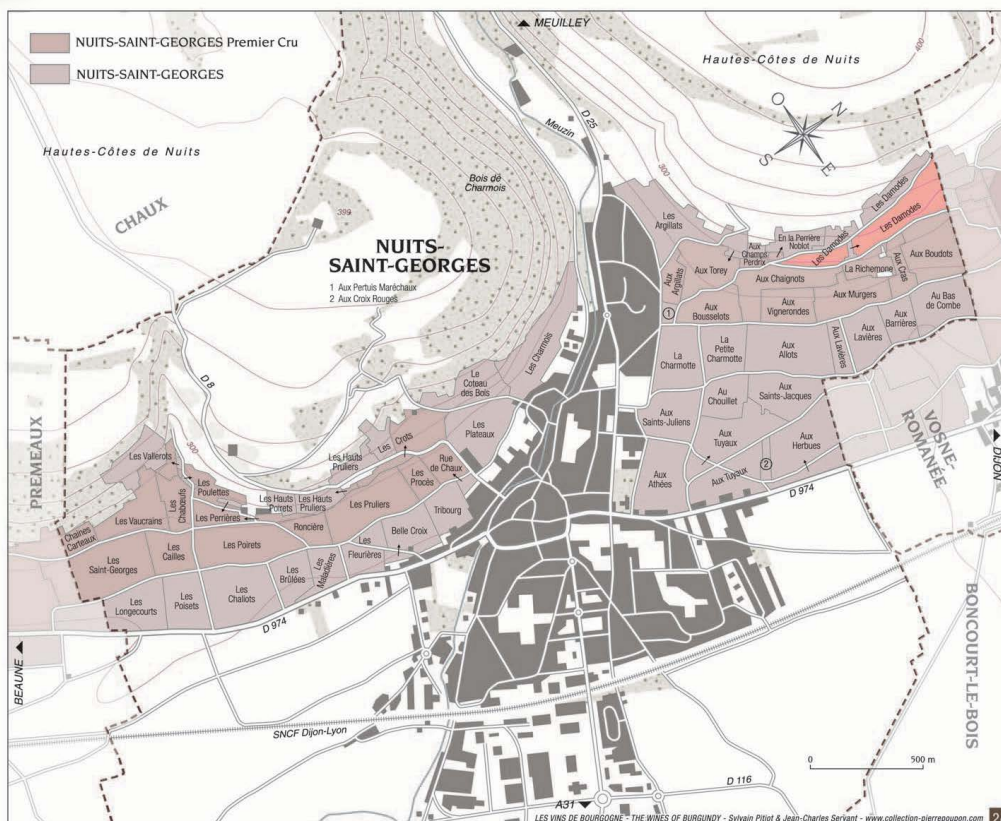 NUITS-SAINT-GEORGES Premier Cru
NUITS-SAINT-GEORGES
MEUILLEY
Hautes-Côtes de Nuits
Hautes-Côtes de Nuits
400
Meuzin
D 25
O
N
S
E
300
CHAUX
Bois de
Charmois
399
NUITS-
SAINT-GEORGES
1 Aux Pertuis Maréchaux
2 Aux Croix Rouges
Les
Argillats
Aux
Champs
Perdrix
En la Perrière
Noblot
Les Damodes
Les Damodes
Les Damodes
Aux
Argillats
Aux Torey
Aux Chaignots
La Richemone
Aux Cras
Aux Boudots
1
Aux
Bousselots
Aux
Vignerondes
Aux Murgers
Au Bas
de Combe
Aux
Barrières
Aux
Lavières
Aux Lavières
La
Charmotte
La
Petite
Charmotte
Aux
Allots
Les Charmois
D 8
Le
Coteau
des Bois
Au
Chouillet
Aux
Saints-Jacques
Aux
Saints-Juliens
Les
Plateaux
Aux
Tuyaux
Aux
Herbues
2
Aux Tuyaux
Aux
Athées
VOSNE-
ROMANÉE
DIJON
D 974
PREMEAUX
300
Les Vallerots
Les Hauts
Pruliers
Les Crots
Rue
de Chaux
Les
Procès
Les
Poulettes
Les
Chabœufs
Les Hauts
Poirets
Les Hauts
Pruliers
Les Pruliers
Tribourg
Les Perrières
Roncière
Belle Croix
Chaînes
Carteaux
Les Vaucrains
Les
Saint-Georges
Les
Cailles
Les Poirets
Les
Fleurières
Les
Maladières
Les
Brûlées
Les
Chaliots
Les
Poisets
Les
Longecourts
D 974
BEAUNE
BONCOURT-LE-BOIS
SNCF Dijon-Lyon
0 500 m
D 116
A31
LES VINS DE BOURGOGNE - THE WINES OF BURGUNDY - Sylvain Pitiot & Jean-Charles Servant - www.collection-pierrepoupon.com
2